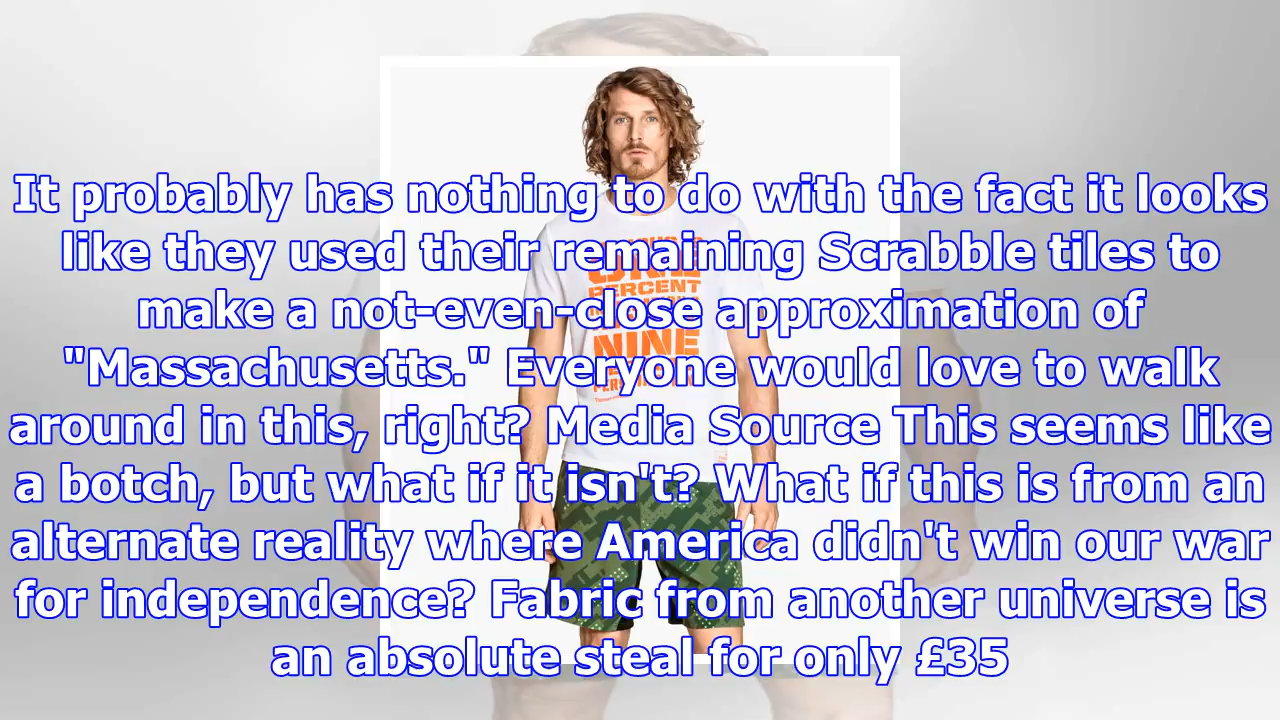 It probably has nothing to do with the fact it looks
like they used their remaining Scrabble tiles to
make a not-even-close approximation of
"Massachusetts." Everyone would love to walk
around in this, right? Media Source This seems like
a botch, but what if it isn't? What if this is from an
alternate reality where America didn't win our war
for independence? Fabric from another universe is
an absolute steal for only £35
ONE
PERCENT
NINE